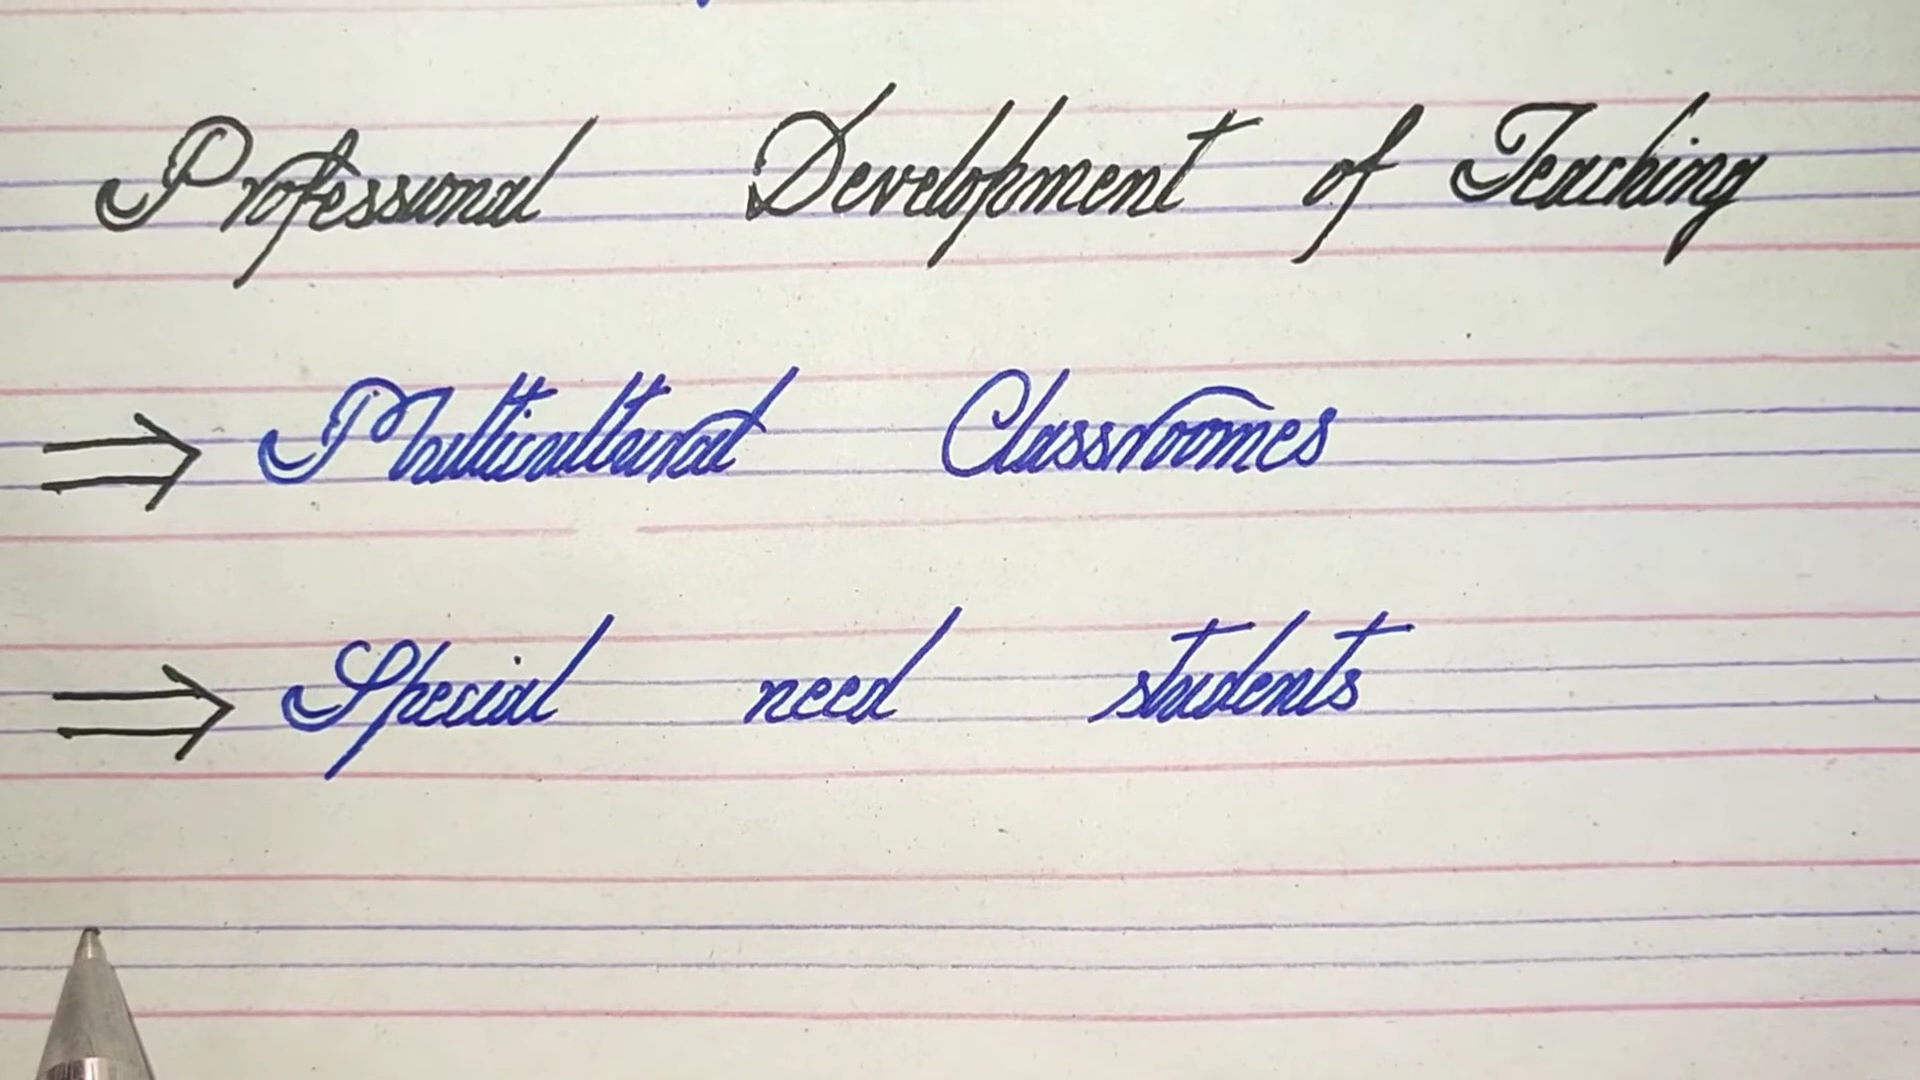 Professional Development of Teaching
⇒ Multicultural Classroomes
⇒ Special need students